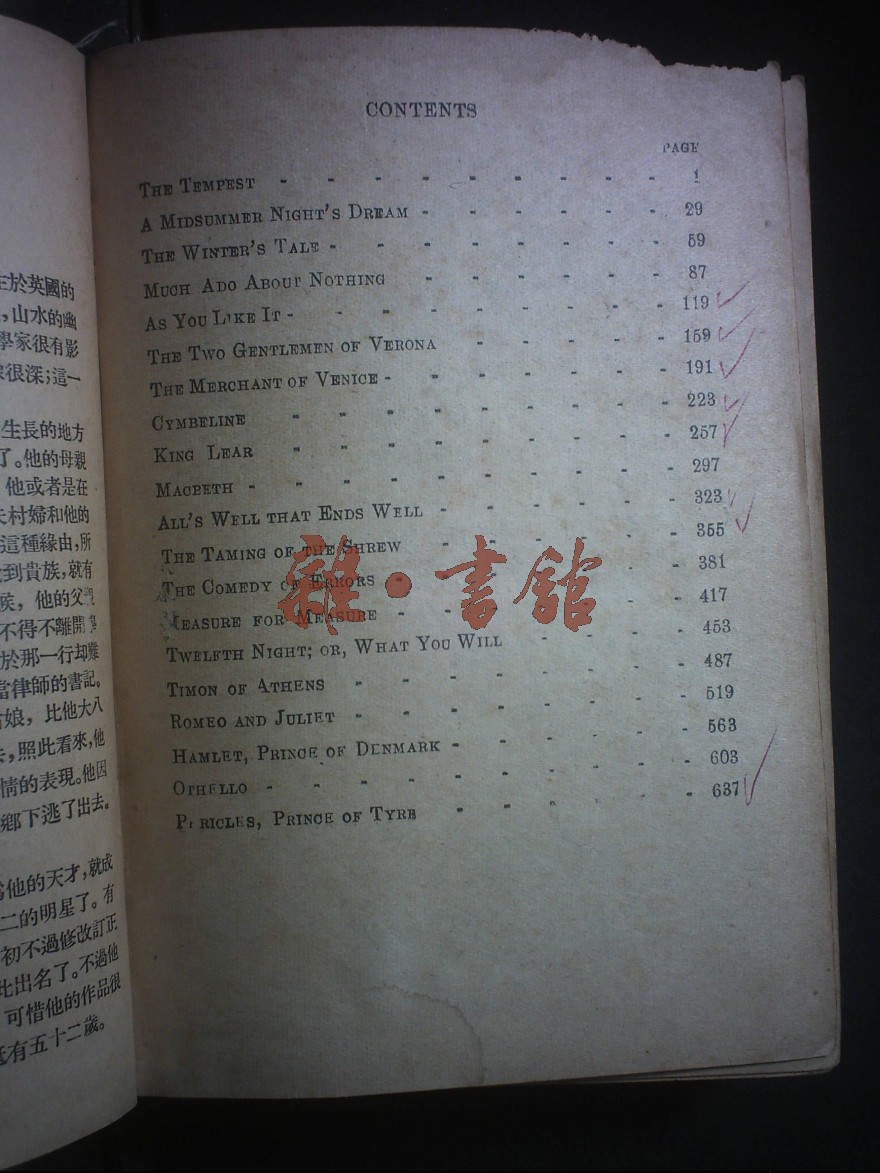 生於英國的
山水的幽
學家很有影
很深;這一
生長的地方
了。他的母親
他或者是在
村婦和他的
這種緣由,所
到貴族,就有
侯,他的父親
不得不離開
於那一行却難
當律師的書記。
姑娘,比他大八
照此看來,他
情的表現。他因
鄉下逃了出去。
他的天才,就成
二的明星了。有
初不過修改訂正
此出名了。不過他
可惜他的作品很
有五十二歲。
CONTENTS
PAGE
THE TEMPEST - - - - - - - - - 1
A MIDSUMMER NIGHT'S DREAM - - - - - - 29
THE WINTER'S TALE - - - - - - - - 59
MUCH ADO ABOUT NOTHING - - - - - - 87
AS YOU LIKE IT - - - - - - - - - 119
THE TWO GENTLEMEN OF VERONA - - - - - 159
THE MERCHANT OF VENICE - - - - - - - 191
CYMBELINE - - - - - - - - - 223
KING LEAR - - - - - - - - - 257
MACBETH - - - - - - - - - - 297
ALL'S WELL THAT ENDS WELL - - - - - - 323
THE TAMING OF THE SHREW - - - - - - 355
THE COMEDY OF ERRORS - - - - - - - 381
MEASURE FOR MEASURE - - - - - - - 417
TWELFTH NIGHT; OR, WHAT YOU WILL - - - - 453
TIMON OF ATHENS - - - - - - - - 487
ROMEO AND JULIET - - - - - - - - 519
HAMLET, PRINCE OF DENMARK - - - - - - 563
OTHELLO - - - - - - - - - - 603
PERICLES, PRINCE OF TYRE - - - - - - 637
雜·書館